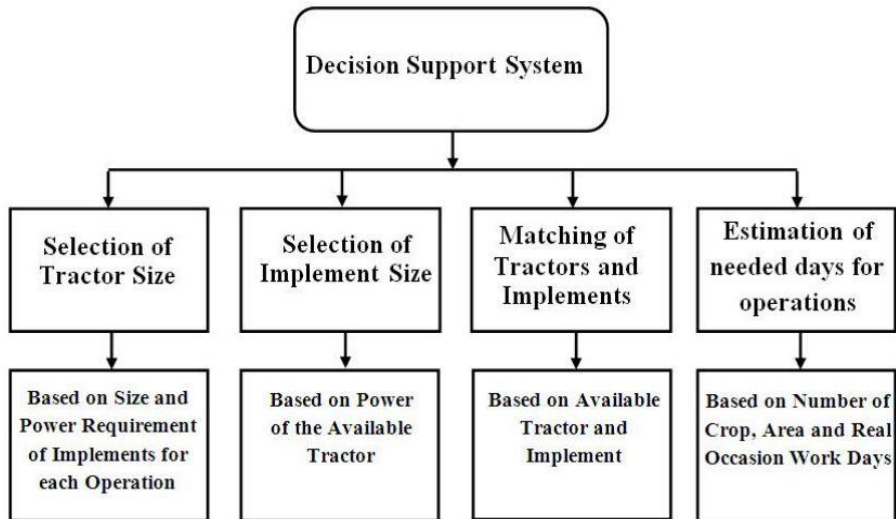 Decision Support System
Selection of
Tractor Size
Selection of
Implement Size
Matching of
Tractors and
Implements
Estimation of
needed days for
operations
Based on Size and
Power Requirement
of Implements for
each Operation
Based on Power
of the Available
Tractor
Based on Available
Tractor and
Implement
Based on Number of
Crop, Area and Real
Occasion Work Days